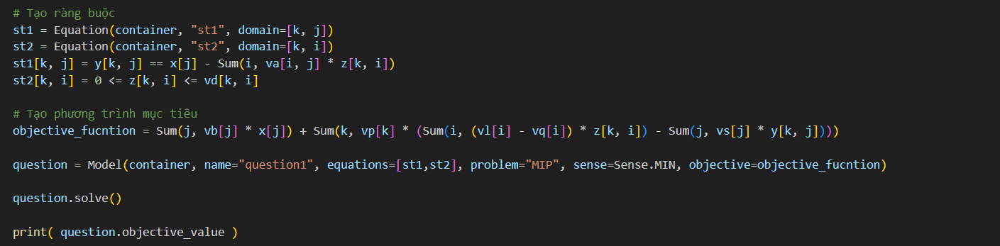 # Tạo ràng buộc
st1 = Equation(container, "st1", domain=[k, j])
st2 = Equation(container, "st2", domain=[k, i])
st1[k, j] = y[k, j] == x[j] - Sum(i, va[i, j] * z[k, i])
st2[k, i] = 0 <= z[k, i] <= vd[k, i]
# Tạo phương trình mục tiêu
objective_fucntion = Sum(j, vb[j] * x[j]) + Sum(k, vp[k] * (Sum(i, (vl[i] - vq[i]) * z[k, i]) - Sum(j, vs[j] * y[k, j])))
question = Model(container, name="question1", equations=[st1,st2], problem="MIP", sense=Sense.MIN, objective=objective_fucntion)
question.solve()
print( question.objective_value )